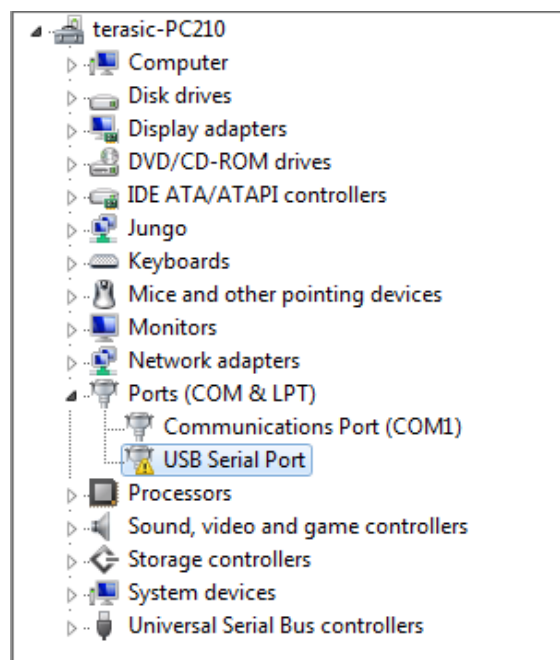 terasic-PC210
Computer
Disk drives
Display adapters
DVD/CD-ROM drives
IDE ATA/ATAPI controllers
Jungo
Keyboards
Mice and other pointing devices
Monitors
Network adapters
Ports (COM & LPT)
Communications Port (COM1)
USB Serial Port
Processors
Sound, video and game controllers
Storage controllers
System devices
Universal Serial Bus controllers